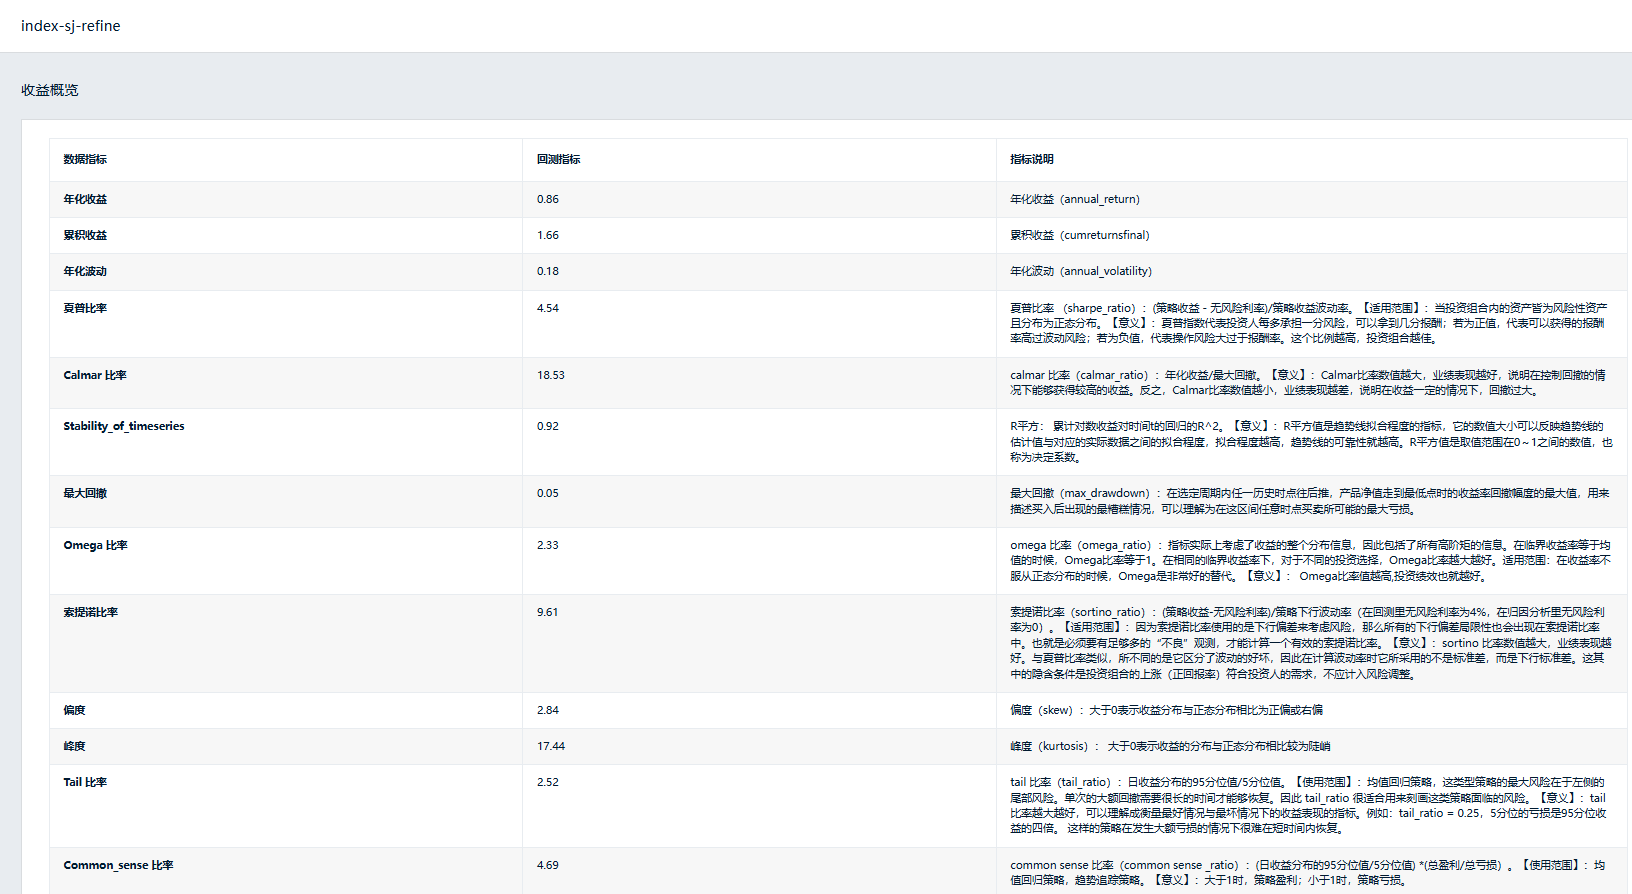 index-sj-refine
收益概览
数据指标 回测指标 指标说明
年化收益 0.86 年化收益（annual_return）
累积收益 1.66 累积收益（cumreturnsfinal）
年化波动 0.18 年化波动（annual_volatility）
夏普比率 4.54 夏普比率 （sharpe_ratio）：(策略收益 - 无风险利率)/策略收益波动率。【适用范围】：当投资组合内的资产皆为风险性资产
且分布为正态分布。【意义】：夏普指数代表投资人每多承担一分风险，可以拿到几分报酬；若为正值，代表可以获得的报酬
率高过波动风险；若为负值，代表操作风险大过于报酬率。这个比例越高，投资组合越佳。
Calmar 比率 18.53 calmar 比率（calmar_ratio）：年化收益/最大回撤。【意义】：Calmar比率数值越大，业绩表现越好，说明在控制回撤的情
况下能够获得较高的收益。反之，Calmar比率数值越小，业绩表现越差，说明在收益一定的情况下，回撤过大。
Stability_of_timeseries 0.92 R平方： 累计对数收益对时间t的回归的R^2。【意义】：R平方值是趋势线拟合程度的指标，它的数值大小可以反映趋势线的
估计值与对应的实际数据之间的拟合程度，拟合程度越高，趋势线的可靠性就越高。R平方值是取值范围在0～1之间的数值，也
称为决定系数。
最大回撤 0.05 最大回撤（max_drawdown）：在选定周期内任一历史时点往后推，产品净值走到最低点时的收益率回撤幅度的最大值，用来
描述买入后出现的最糟糕情况，可以理解为在这区间任意时点买卖所可能的最大亏损。
Omega 比率 2.33 omega 比率（omega_ratio）：指标实际上考虑了收益的整个分布信息，因此包括了所有高阶矩的信息。在临界收益率等于均
值的时候，Omega比率等于1。在相同的临界收益率下，对于不同的投资选择，Omega比率越大越好。适用范围：在收益率不
服从正态分布的时候，Omega是非常好的替代。【意义】： Omega比率值越高,投资绩效也就越好。
索提诺比率 9.61 索提诺比率（sortino_ratio）：(策略收益-无风险利率)/策略下行波动率（在回测里无风险利率为4%，在归因分析里无风险利
率为0）。【适用范围】：因为索提诺比率使用的是下行偏差来考虑风险，那么所有的下行偏差局限性也会出现在索提诺比率
中。也就是必须要有足够多的“不良”观测，才能计算一个有效的索提诺比率。【意义】：sortino 比率数值越大，业绩表现越
好。与夏普比率类似，所不同的是它区分了波动的好坏，因此在计算波动率时它所采用的不是标准差，而是下行标准差。这其
中的隐含条件是投资组合的上涨（正回报率）符合投资人的需求，不应计入风险调整。
偏度 2.84 偏度（skew）：大于0表示收益分布与正态分布相比为正偏或右偏
峰度 17.44 峰度（kurtosis）： 大于0表示收益的分布与正态分布相比较为陡峭
Tail 比率 2.52 tail 比率（tail_ratio）：日收益分布的95分位值/5分位值。【使用范围】：均值回归策略，这类型策略的最大风险在于左侧的
尾部风险。单次的大额回撤需要很长的时间才能够恢复。因此 tail_ratio 很适合用来刻画这类策略面临的风险。【意义】：tail
比率越大越好，可以理解成衡量最好情况与最坏情况下的收益表现的指标。例如：tail_ratio = 0.25，5分位的亏损是95分位收
益的四倍。 这样的策略在发生大额亏损的情况下很难在短时间内恢复。
Common_sense 比率 4.69 common sense 比率（common sense _ratio）：(日收益分布的95分位值/5分位值) *(总盈利/总亏损）。【使用范围】：均
值回归策略，趋势追踪策略。【意义】：大于1时，策略盈利；小于1时，策略亏损。